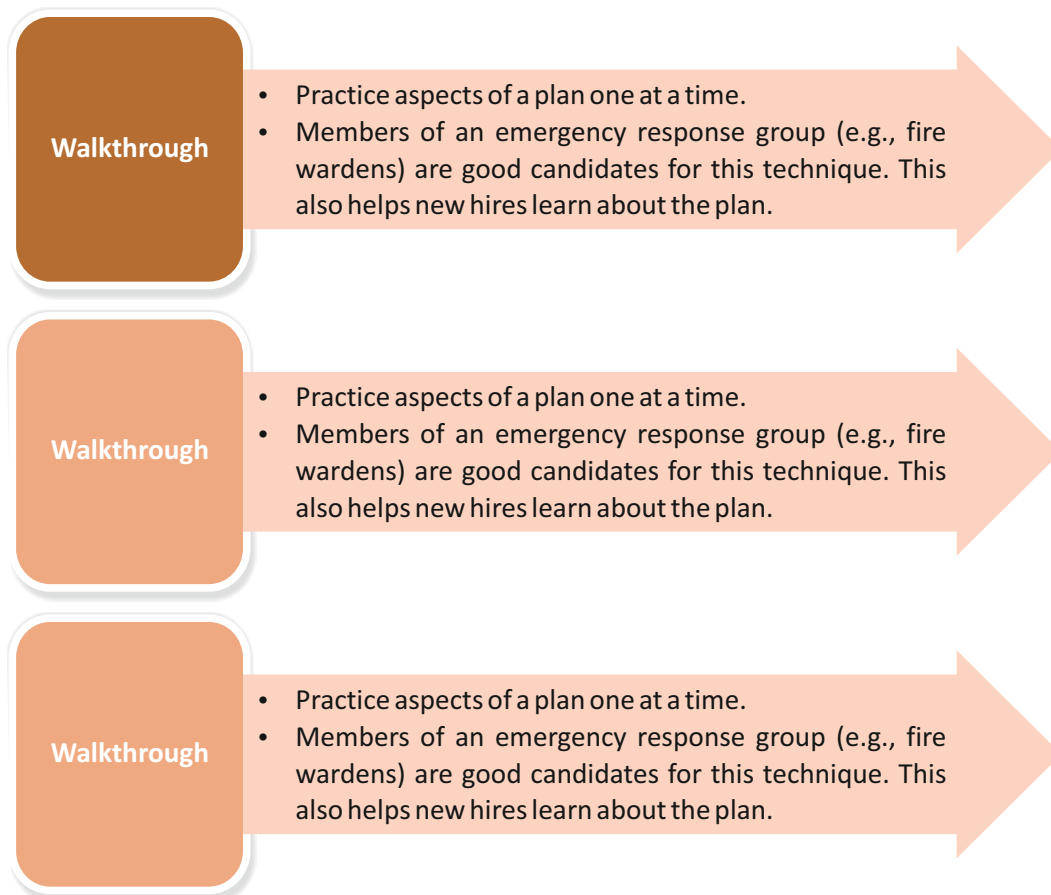 Walkthrough
• Practice aspects of a plan one at a time.
• Members of an emergency response group (e.g., fire
wardens) are good candidates for this technique. This
also helps new hires learn about the plan.
Walkthrough
• Practice aspects of a plan one at a time.
• Members of an emergency response group (e.g., fire
wardens) are good candidates for this technique. This
also helps new hires learn about the plan.
Walkthrough
• Practice aspects of a plan one at a time.
• Members of an emergency response group (e.g., fire
wardens) are good candidates for this technique. This
also helps new hires learn about the plan.